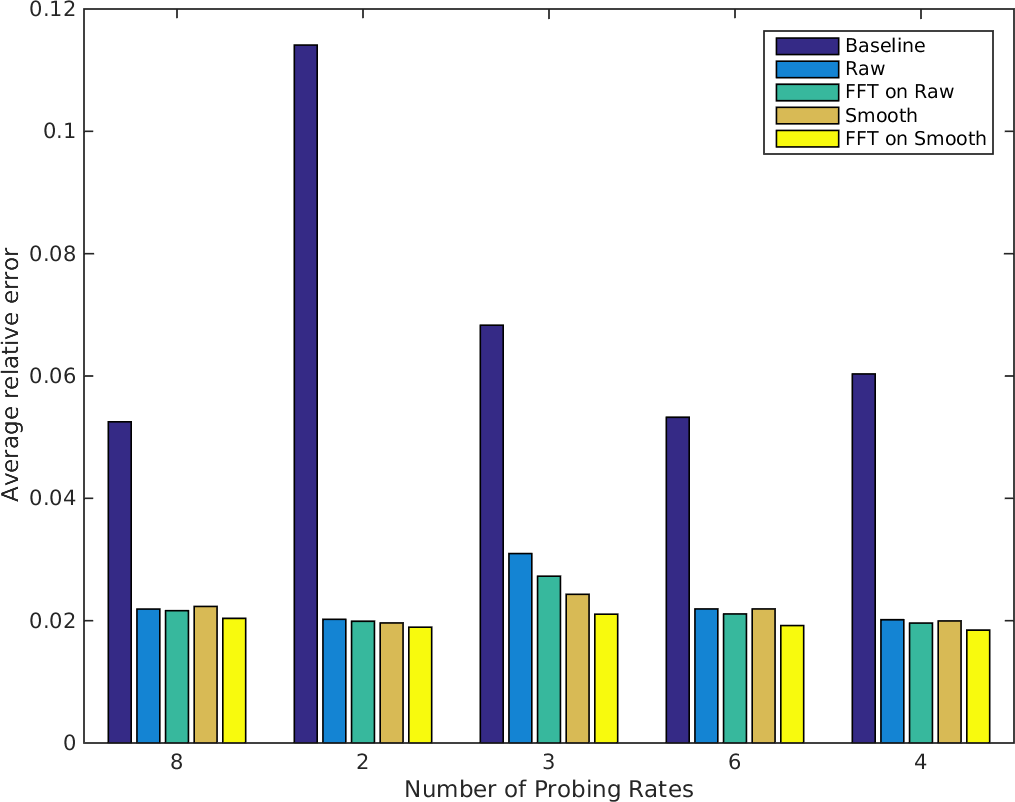 0.12
0.1
0.08
0.06
0.04
0.02
0
Average relative error
Baseline
Raw
FFT on Raw
Smooth
FFT on Smooth
8 2 3 6 4
Number of Probing Rates